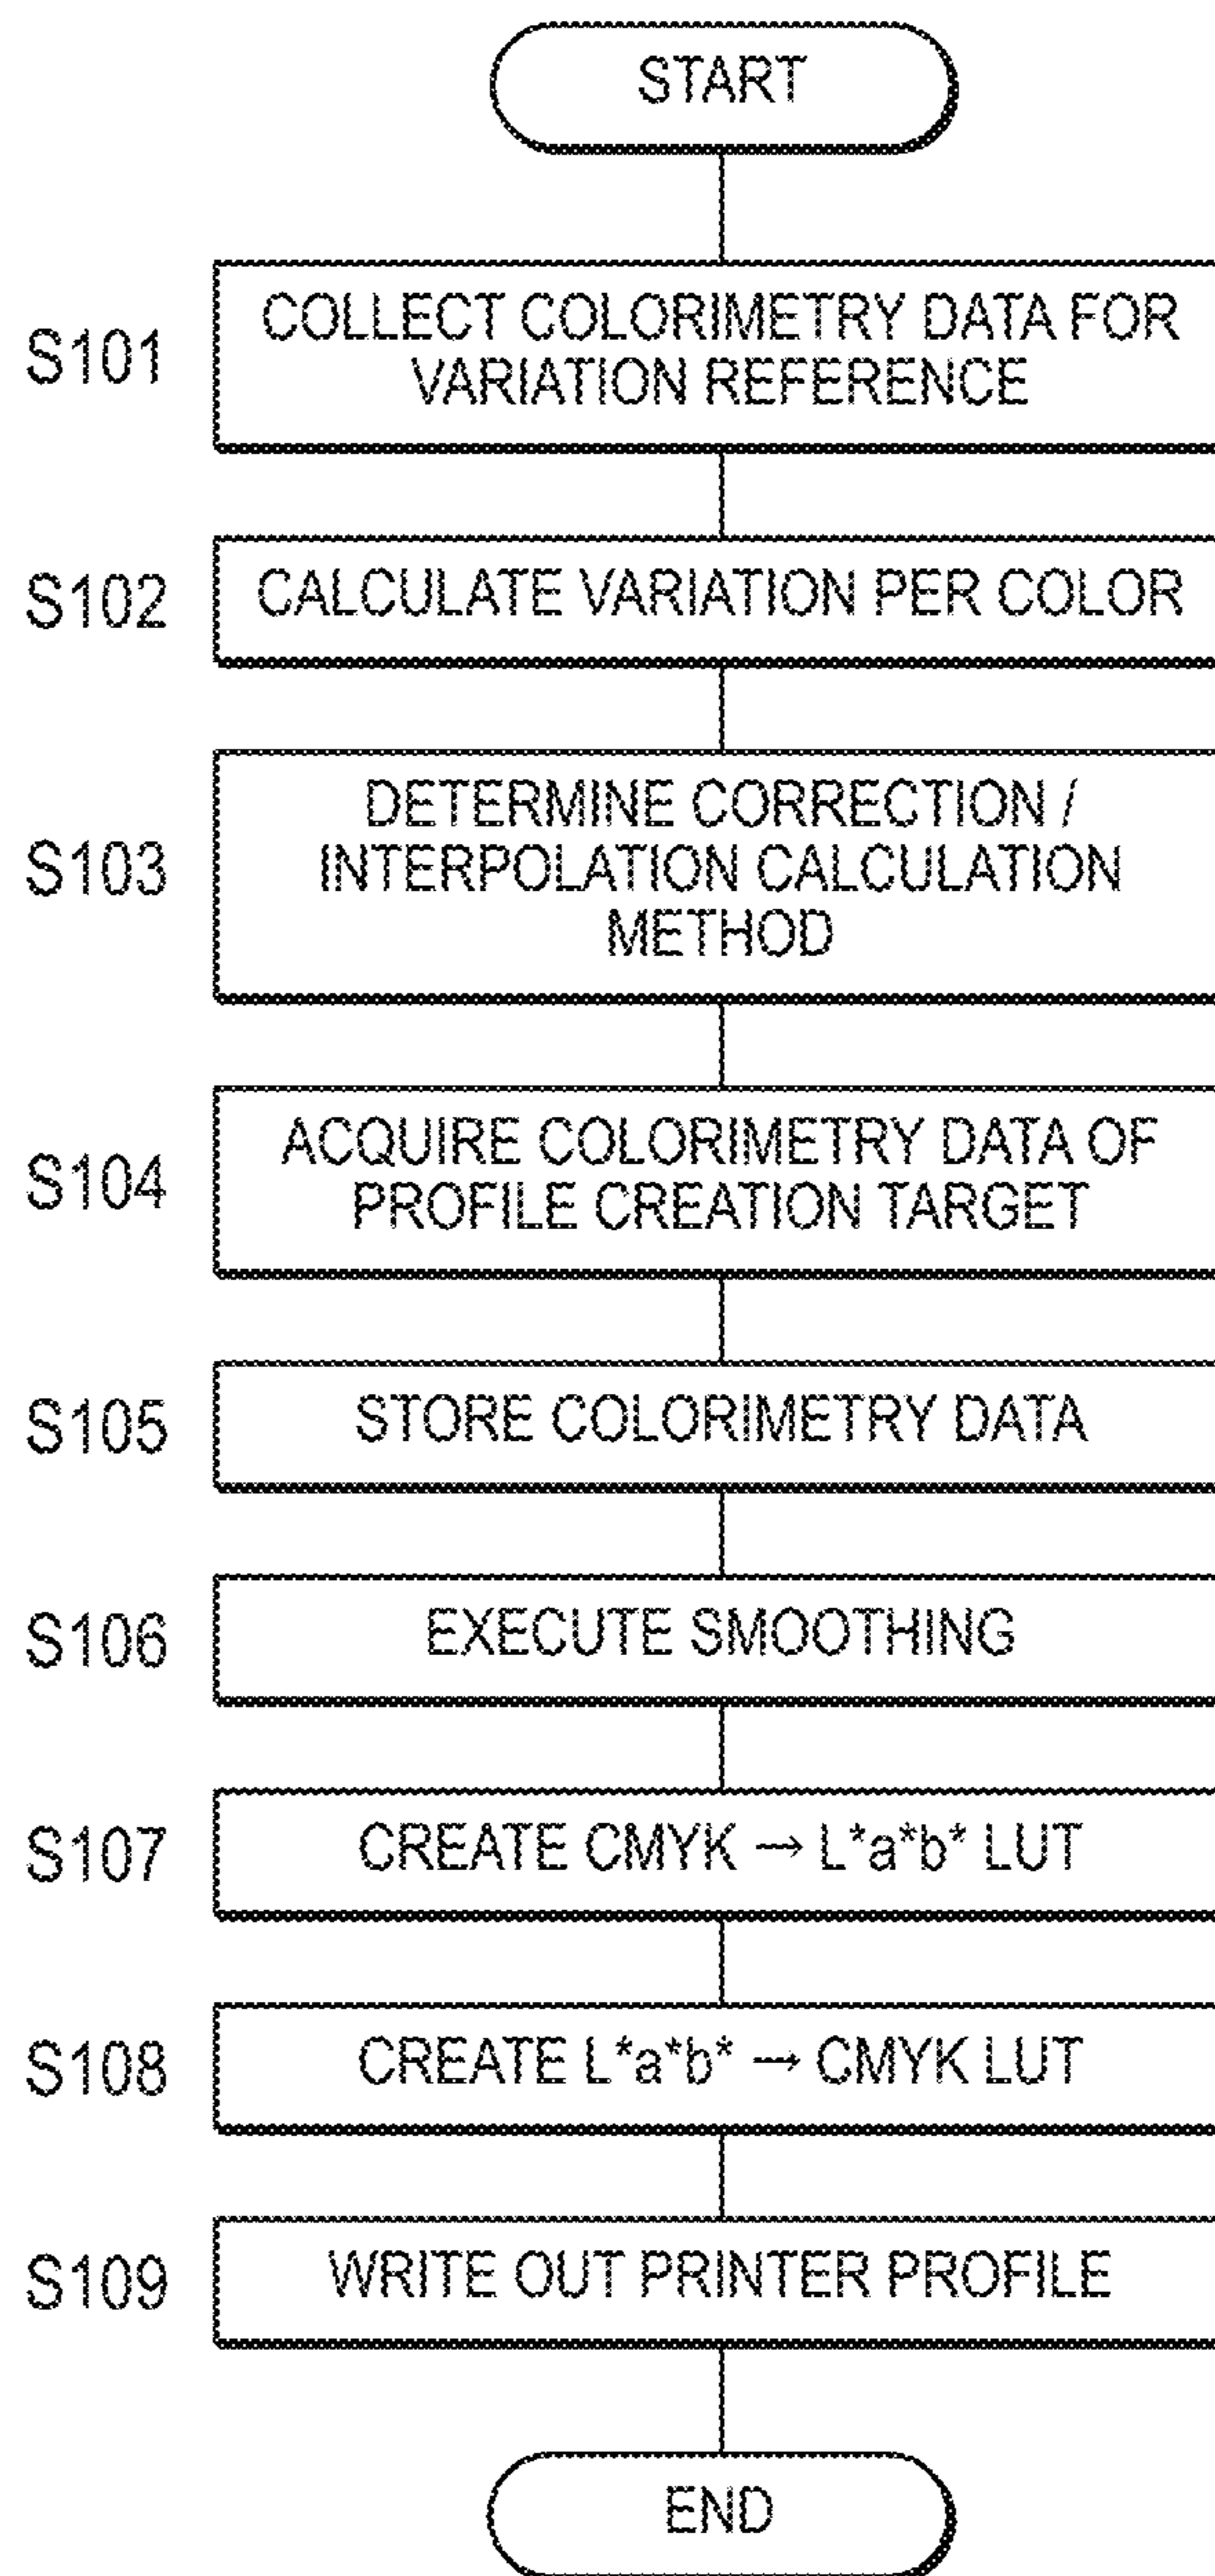 START
S101
COLLECT COLORIMETRY DATA FOR
VARIATION REFERENCE
S102
CALCULATE VARIATION PER COLOR
S103
DETERMINE CORRECTION /
INTERPOLATION CALCULATION
METHOD
S104
ACQUIRE COLORIMETRY DATA OF
PROFILE CREATION TARGET
S105
STORE COLORIMETRY DATA
S106
EXECUTE SMOOTHING
S107
CREATE CMYK → L*a*b* LUT
S108
CREATE L*a*b* → CMYK LUT
S109
WRITE OUT PRINTER PROFILE
END